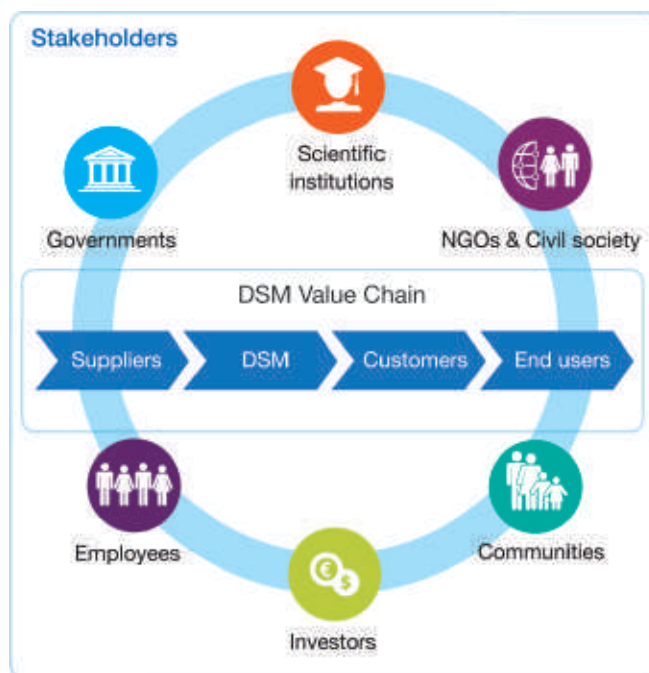 Stakeholders
Scientific
institutions
Governments
NGOs & Civil society
DSM Value Chain
Suppliers
DSM
Customers
End users
Employees
Communities
€
$
Investors